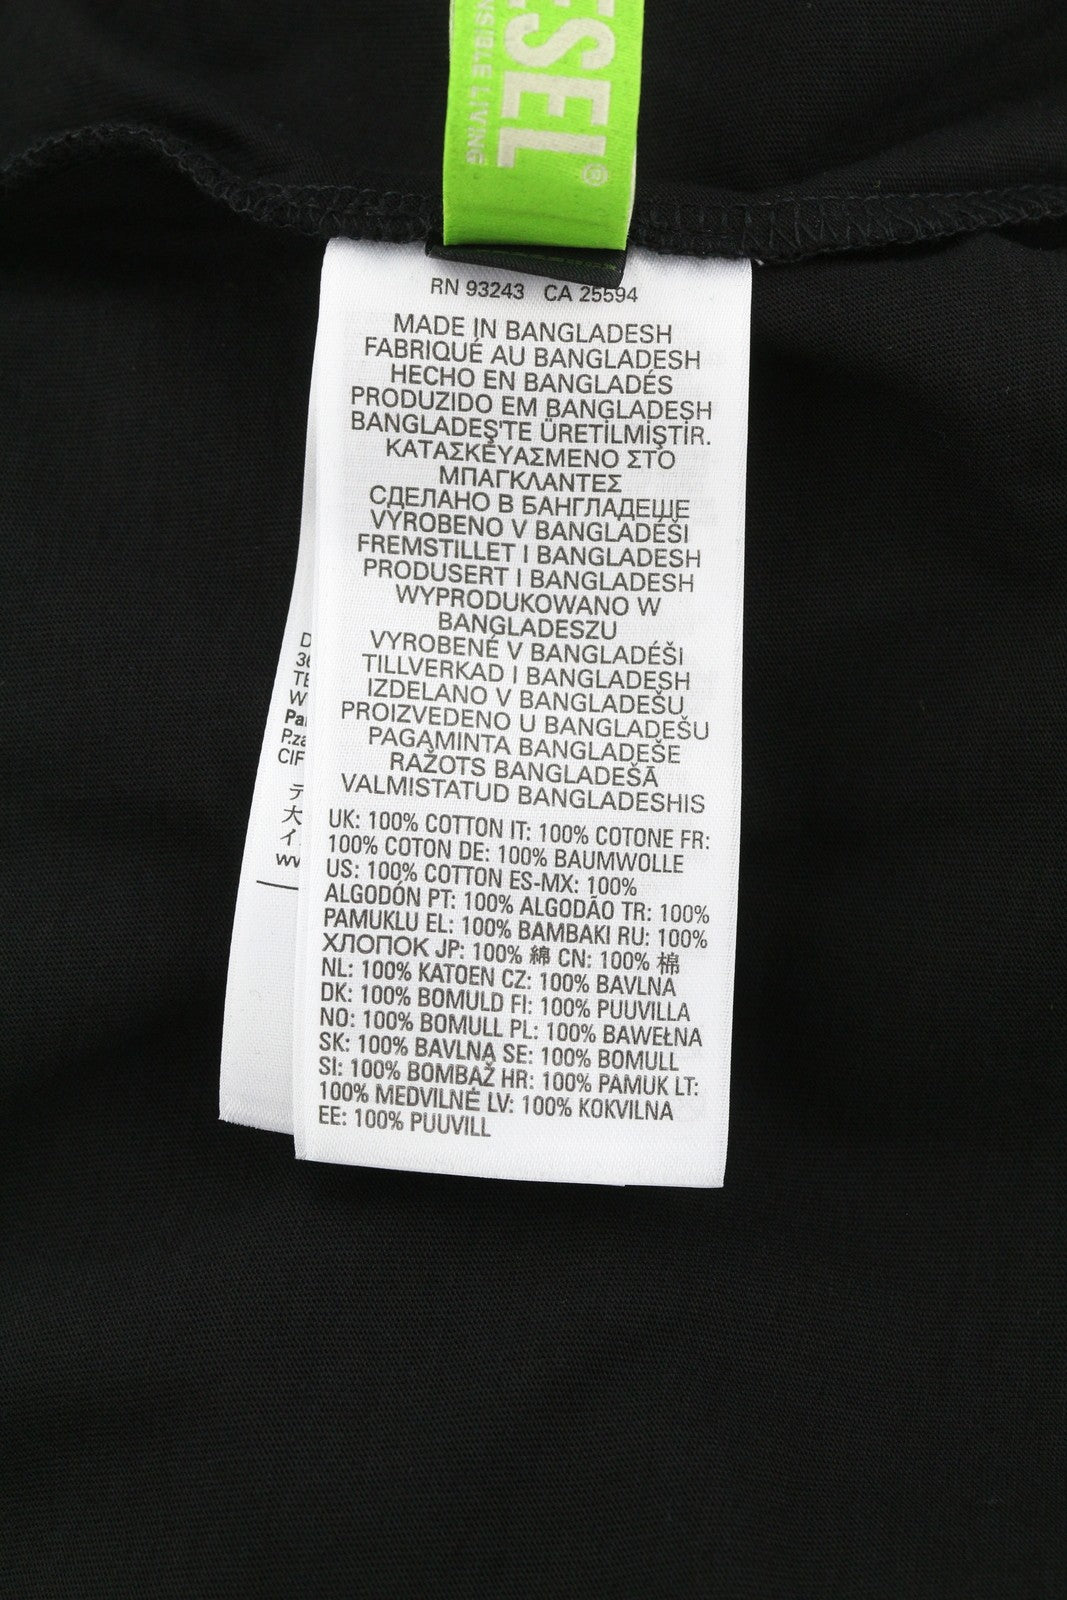 SEL®
LIVING
RN 93243 CA 25594
MADE IN BANGLADESH
FABRIQUÉ AU BANGLADESH
HECHO EN BANGLADÉS
PRODUZIDO EM BANGLADESH
BANGLADEŞ'TE ÜRETİLMİŞTİR.
ΚΑΤΑΣΚΕΥΑΣΜΕΝΟ ΣΤΟ
ΜΠΑΓΚΛΑΝΤΕΣ
СДЕЛАНО В БАНГЛАДЕШЕ
VYROBENO V BANGLADÉŠI
FREMSTILLET I BANGLADESH
PRODUSERT I BANGLADESH
WYPRODUKOWANO W
BANGLADESZU
VYROBENÉ V BANGLADÉŠI
TILLVERKAD I BANGLADESH
IZDELANO V BANGLADEŠU
PROIZVEDENO U BANGLADEŠU
PAGAMINTA BANGLADEŠE
RAŽOTS BANGLADEŠĀ
VALMISTATUD BANGLADESHIS
UK: 100% COTTON IT: 100% COTONE FR:
100% COTON DE: 100% BAUMWOLLE
US: 100% COTTON ES-MX: 100%
ALGODÓN PT: 100% ALGODÃO TR: 100%
PAMUKLU EL: 100% BAMBAKI RU: 100%
ХЛОПОК JP: 100% 綿 CN: 100% 棉
NL: 100% KATOEN CZ: 100% BAVLNA
DK: 100% BOMULD FI: 100% PUUVILLA
NO: 100% BOMULL PL: 100% BAWEŁNA
SK: 100% BAVLNA SE: 100% BOMULL
SI: 100% BOMBAŽ HR: 100% PAMUK LT:
100% MEDVILNĖ LV: 100% KOKVILNA
EE: 100% PUUVILL